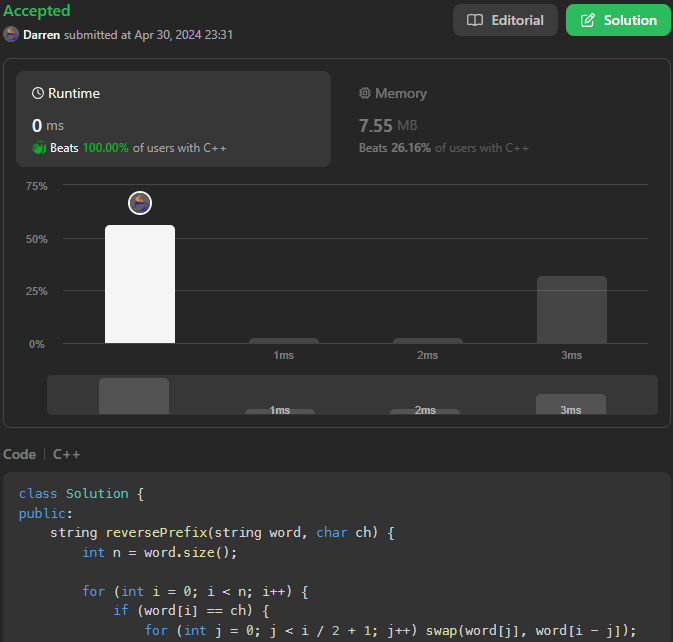 Accepted
Editorial
Solution
Darren submitted at Apr 30, 2024 23:31
Runtime
Memory
0 ms
7.55 MB
Beats 100.00% of users with C++
Beats 26.16% of users with C++
75%
50%
25%
0%
1ms
2ms
3ms
1ms
2ms
3ms
Code | C++
class Solution {
public:
    string reversePrefix(string word, char ch) {
        int n = word.size();
        for (int i = 0; i < n; i++) {
            if (word[i] == ch) {
                for (int j = 0; j < i / 2 + 1; j++) swap(word[j], word[i - j]);